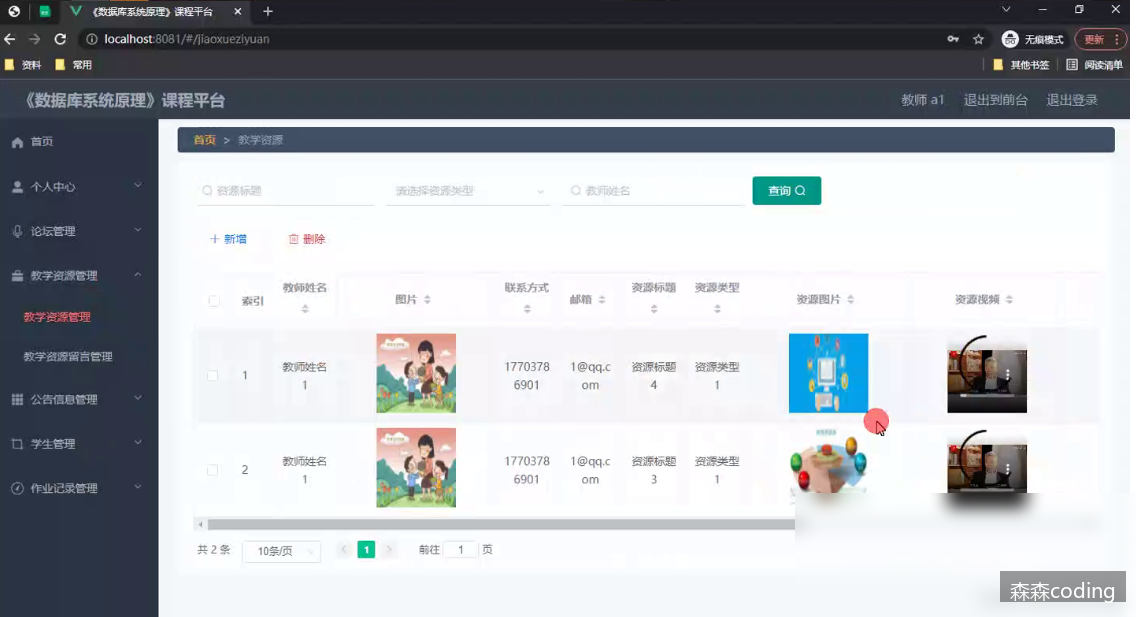 《数据库系统原理》课程平台
localhost:8081/#/jiaoxueziyuan
无痕模式
更新
资料
常用
其他书签
阅读清单
《数据库系统原理》课程平台
教师 a1
退出到前台
退出登录
首页
个人中心
论坛管理
教学资源管理
教学资源管理
教学资源留言管理
公告信息管理
学生管理
作业记录管理
首页 > 教学资源
资源标题
请选择资源类型
教师姓名
查询
新增
删除
索引
教师姓名
图片
联系方式
邮箱
资源标题
资源类型
资源图片
资源视频
1
教师姓名
1
1770378
6901
1@qq.c
om
资源标题
4
资源类型
1
2
教师姓名
1
1770378
6901
1@qq.c
om
资源标题
3
资源类型
1
共 2 条
10条/页
1
前往 1 页
森森coding